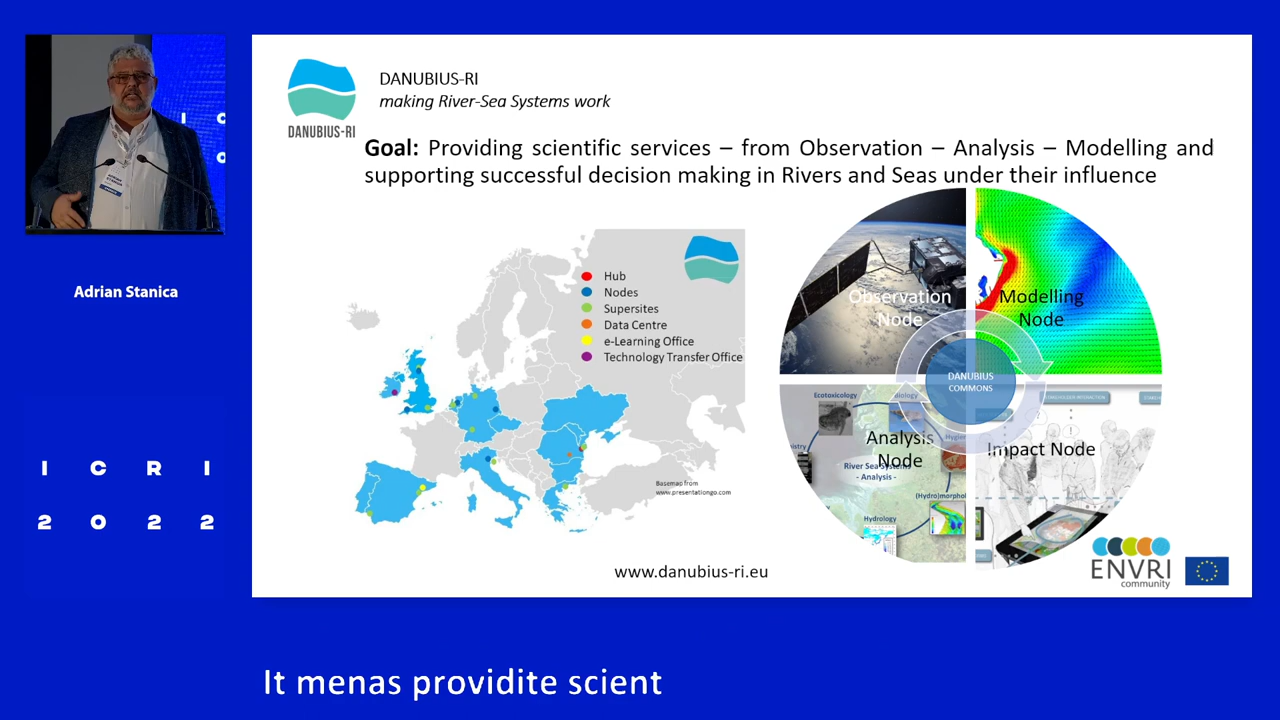 DANUBIUS-RI
making River-Sea Systems work
DANUBIUS-RI
Goal: Providing scientific services – from Observation – Analysis – Modelling and
supporting successful decision making in Rivers and Seas under their influence
Adrian Stanica
I C R I
2 0 2 2
Hub
Nodes
Supersites
Data Centre
e-Learning Office
Technology Transfer Office
Basemap from
www.presentationgo.com
Observation
Node
Modelling
Node
DANUBIUS
COMMONS
Ecotoxicology
Analysis
Node
River Sea Systems
- Analysis -
(Hydro)morphol
Hydrology
Impact Node
www.danubius-ri.eu
ENVRI
community
It menas providite scient